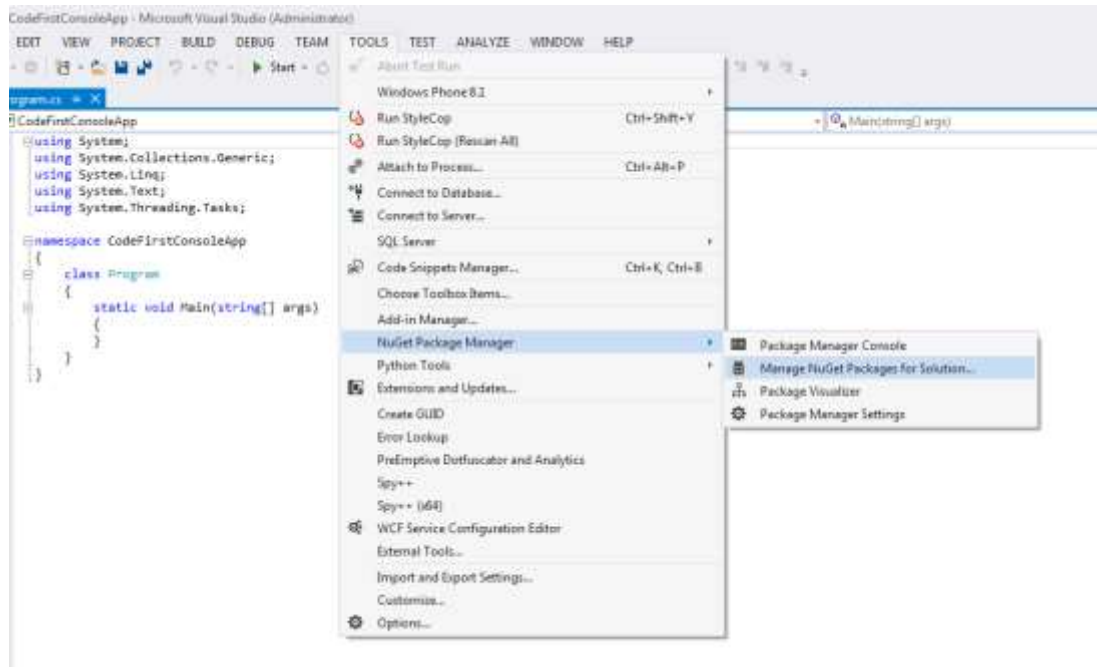 CodeFirstConsoleApp - Microsoft Visual Studio (Administrator)
EDIT VIEW PROJECT BUILD DEBUG TEAM TOOLS TEST ANALYZE WINDOW HELP
Start
Abort Test Run
Windows Phone 8.1
CodeFirstConsoleApp
Main(string[] args)
using System;
using System.Collections.Generic;
using System.Linq;
using System.Text;
using System.Threading.Tasks;
namespace CodeFirstConsoleApp
{
class Program
{
static void Main(string[] args)
{
}
}
}
Run StyleCop Ctrl+Shift+Y
Run StyleCop (Rescan All)
Attach to Process... Ctrl+Alt+P
Connect to Database...
Connect to Server...
SQL Server
Code Snippets Manager... Ctrl+K, Ctrl+B
Choose Toolbox Items...
Add-in Manager...
NuGet Package Manager
Python Tools
Extensions and Updates...
Create GUID
Error Lookup
PreEmptive Dotfuscator and Analytics
Spy++
Spy++ (x64)
WCF Service Configuration Editor
External Tools...
Import and Export Settings...
Customize...
Options...
Package Manager Console
Manage NuGet Packages for Solution...
Package Visualizer
Package Manager Settings